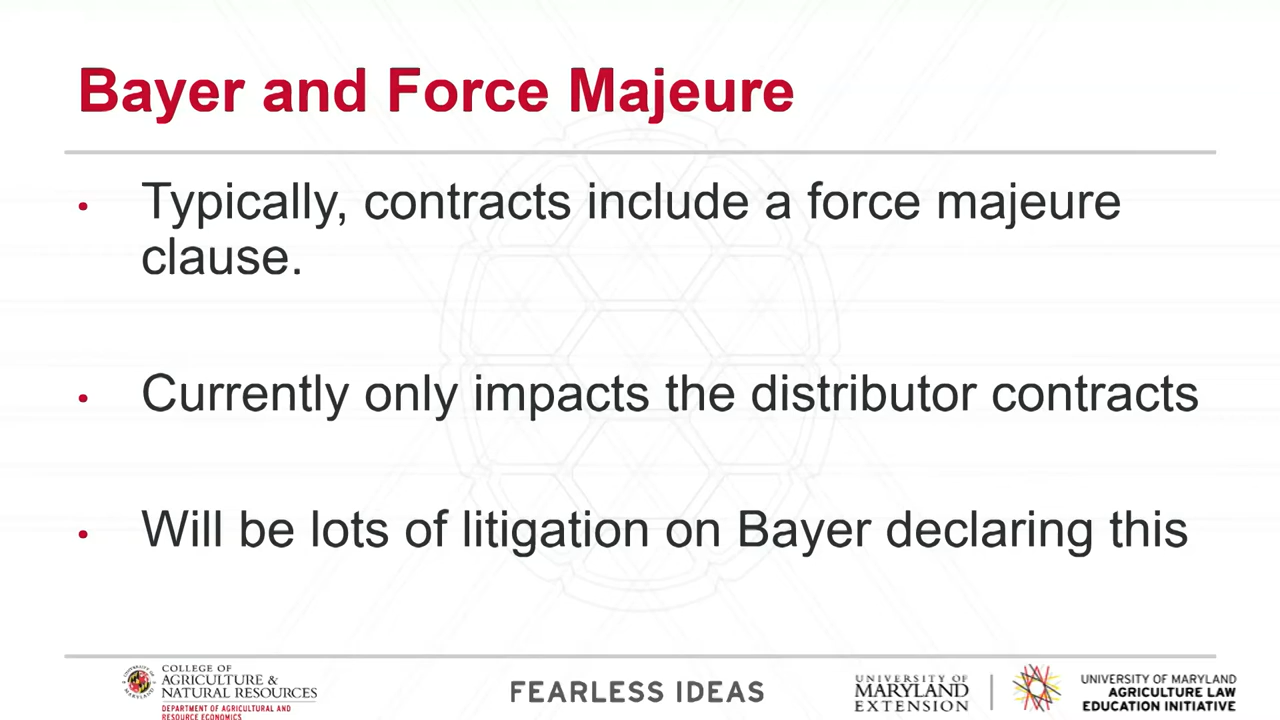 Bayer and Force Majeure
• Typically, contracts include a force majeure
clause.
• Currently only impacts the distributor contracts
• Will be lots of litigation on Bayer declaring this
COLLEGE OF
AGRICULTURE &
NATURAL RESOURCES
DEPARTMENT OF AGRICULTURAL AND
RESOURCE ECONOMICS
FEARLESS IDEAS
UNIVERSITY OF
MARYLAND
EXTENSION
UNIVERSITY OF MARYLAND
AGRICULTURE LAW
EDUCATION INITIATIVE